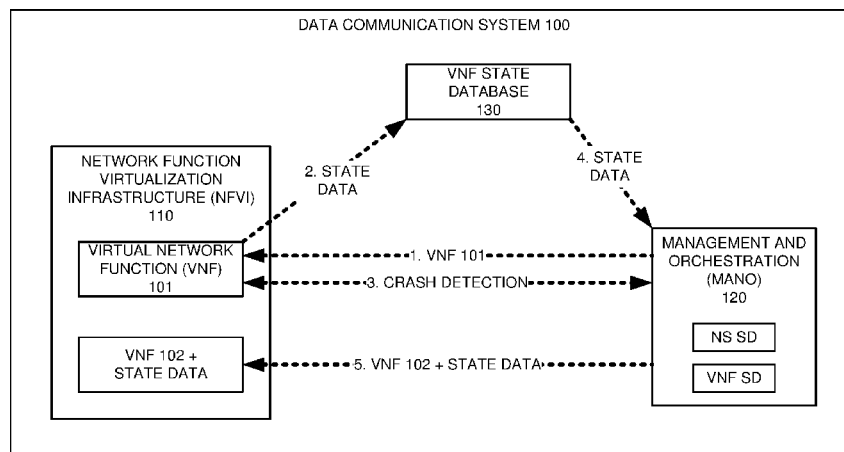 DATA COMMUNICATION SYSTEM 100
VNF STATE
DATABASE
130
NETWORK FUNCTION
VIRTUALIZATION
INFRASTRUCTURE (NFVI)
110
2. STATE
DATA
4. STATE
DATA
VIRTUAL NETWORK
FUNCTION (VNF)
101
1. VNF 101
3. CRASH DETECTION
MANAGEMENT AND
ORCHESTRATION
(MANO)
120
NS SD
VNF SD
VNF 102 +
STATE DATA
5. VNF 102 + STATE DATA